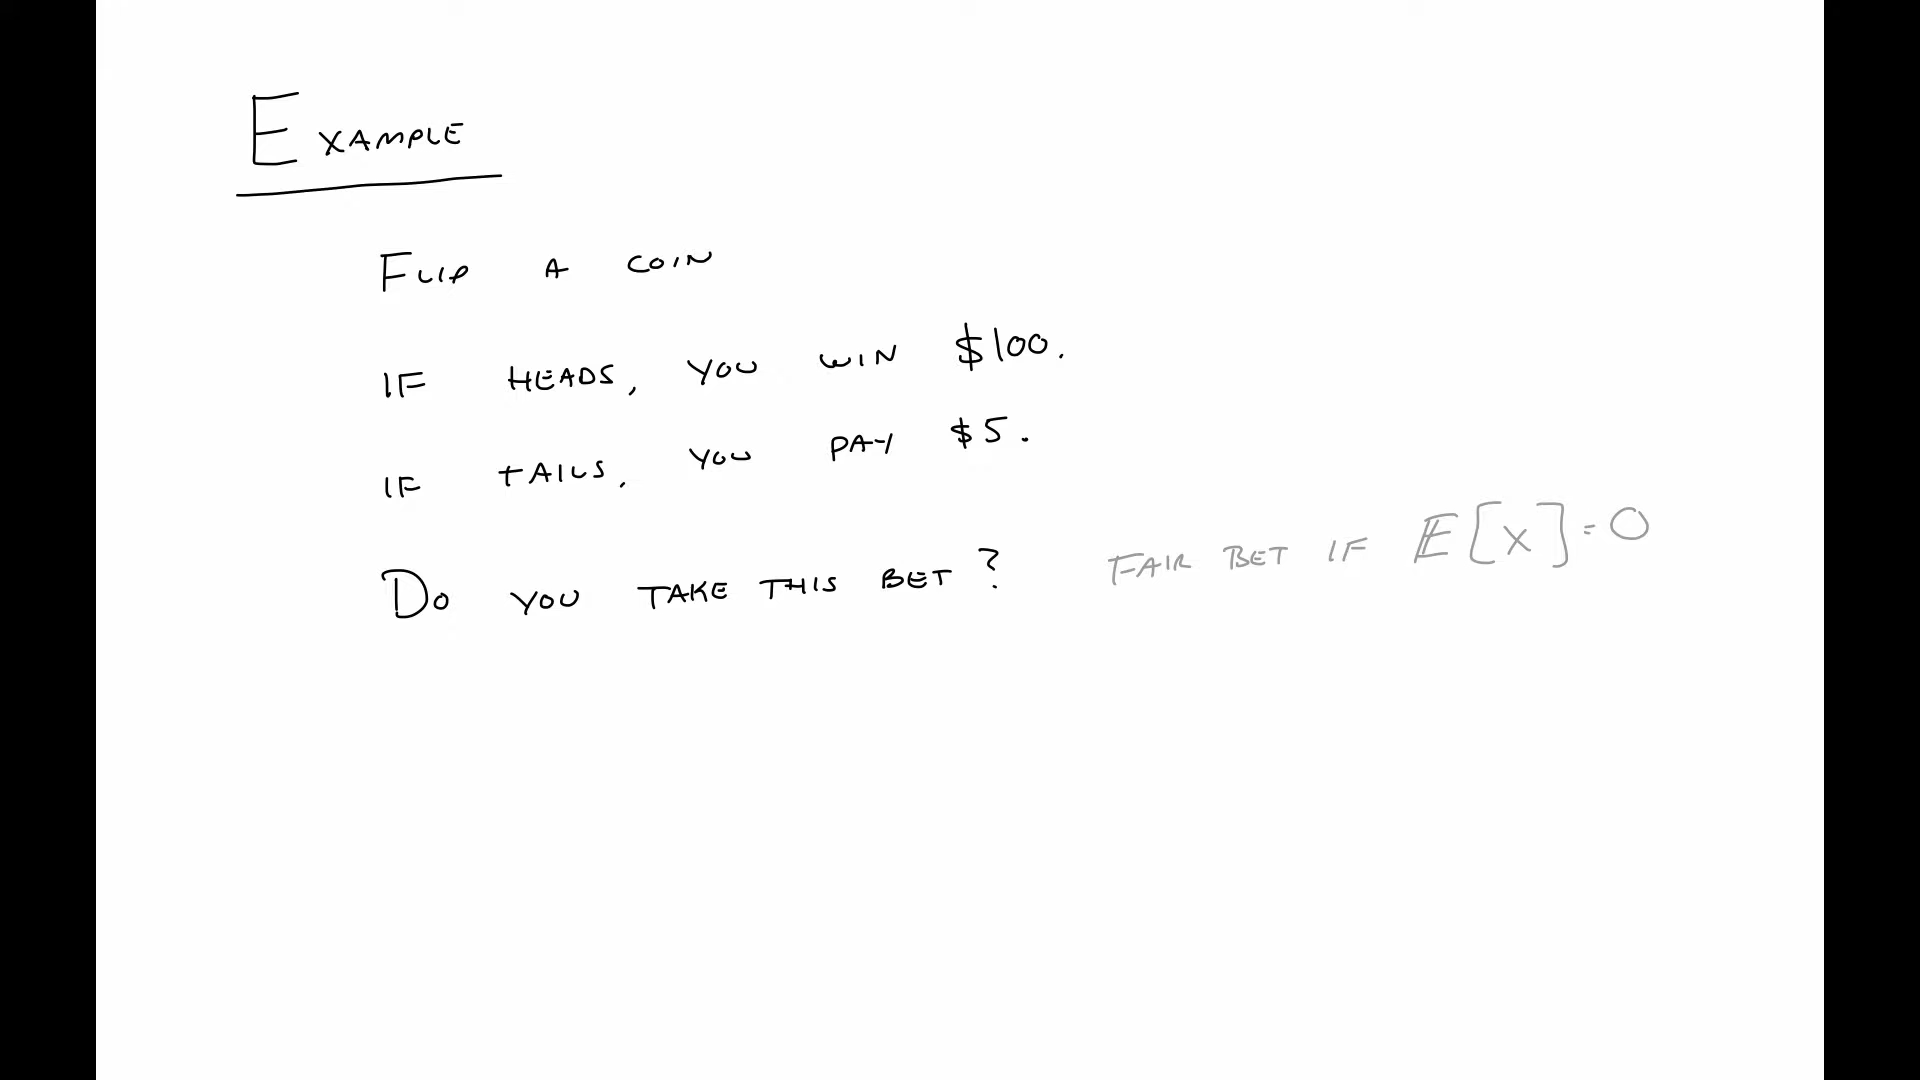 EXAMPLE
FLIP A COIN
IF HEADS, YOU WIN $100.
IF TAILS, YOU PAY $5.
DO YOU TAKE THIS BET?
FAIR BET IF 𝔼[X]=0